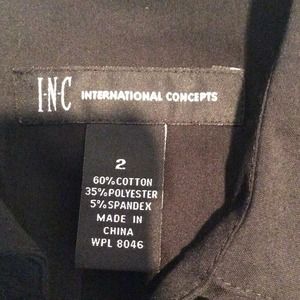 I·N·C INTERNATIONAL CONCEPTS
2
60%COTTON
35%POLYESTER
5%SPANDEX
MADE IN
CHINA
WPL 8046